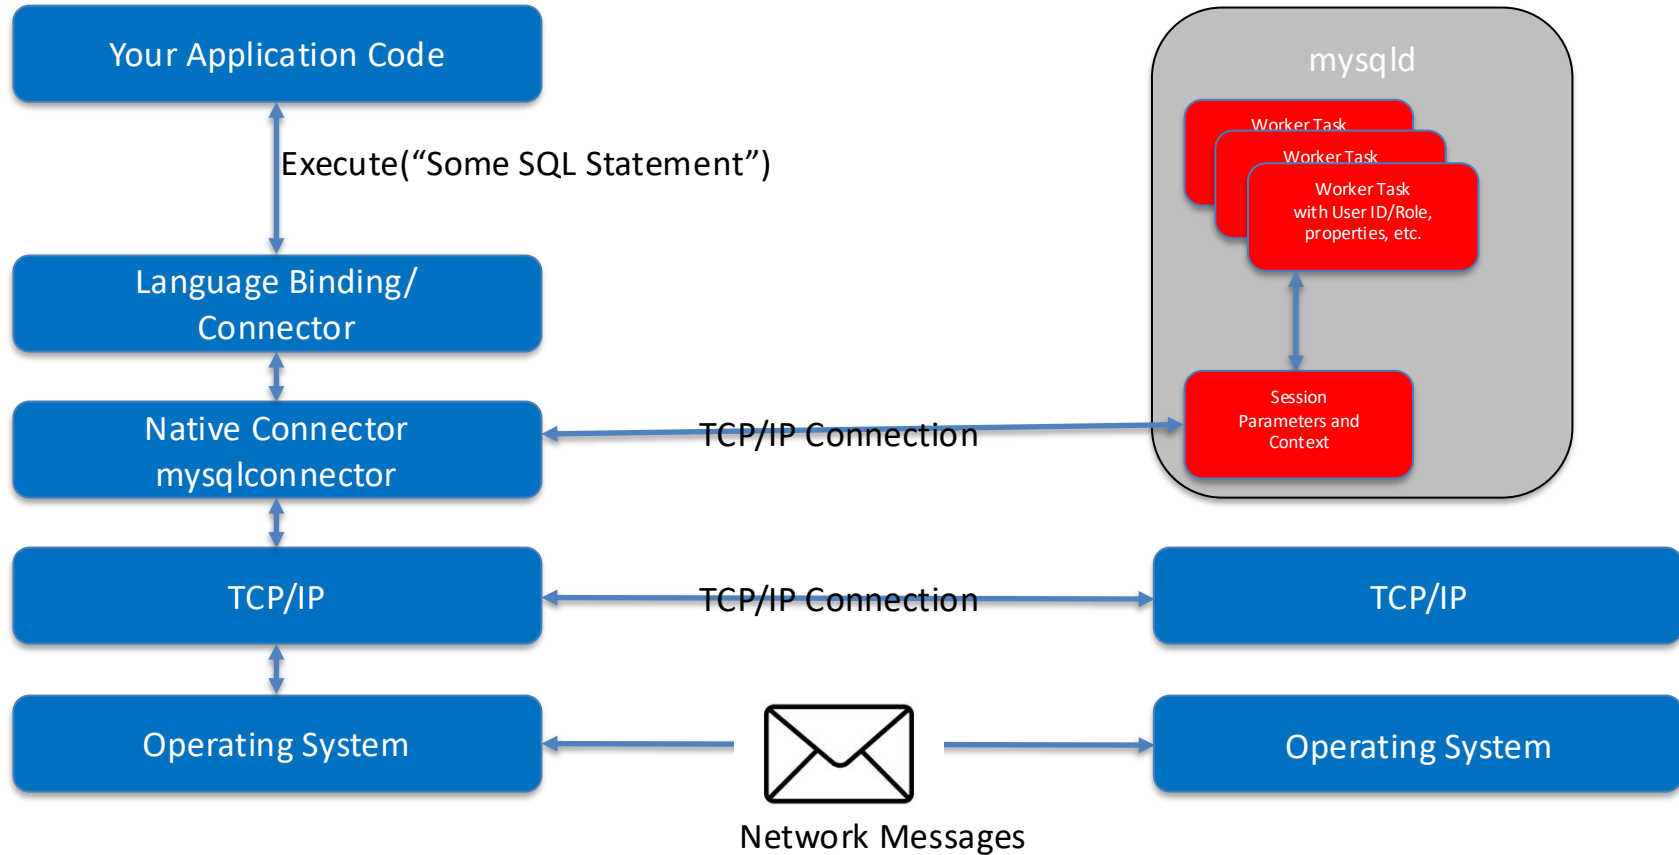 Your Application Code
mysqld
Worker Task
Worker Task
Worker Task
with User ID/Role,
properties, etc.
Execute(“Some SQL Statement”)
Language Binding/
Connector
Session
Parameters and
Context
Native Connector
mysqlconnector
TCP/IP Connection
TCP/IP
TCP/IP Connection
TCP/IP
Operating System
Operating System
Network Messages